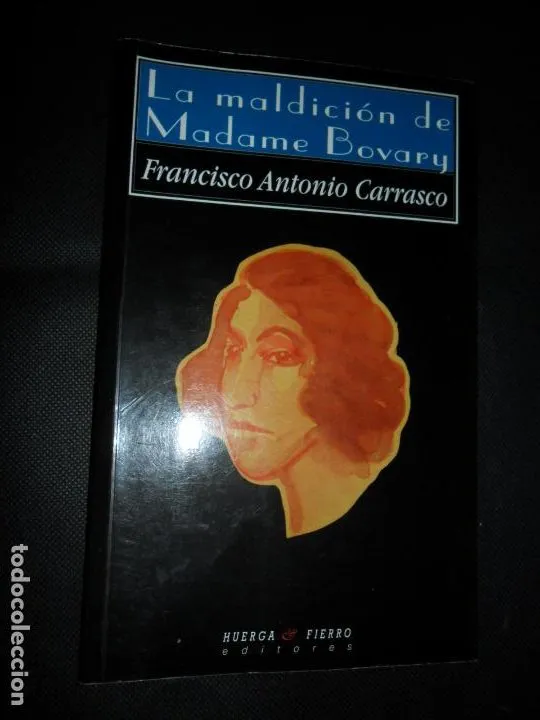 La maldición de
Madame Bovary
Francisco Antonio Carrasco
HUERGA & FIERRO
editores
todocoleccion